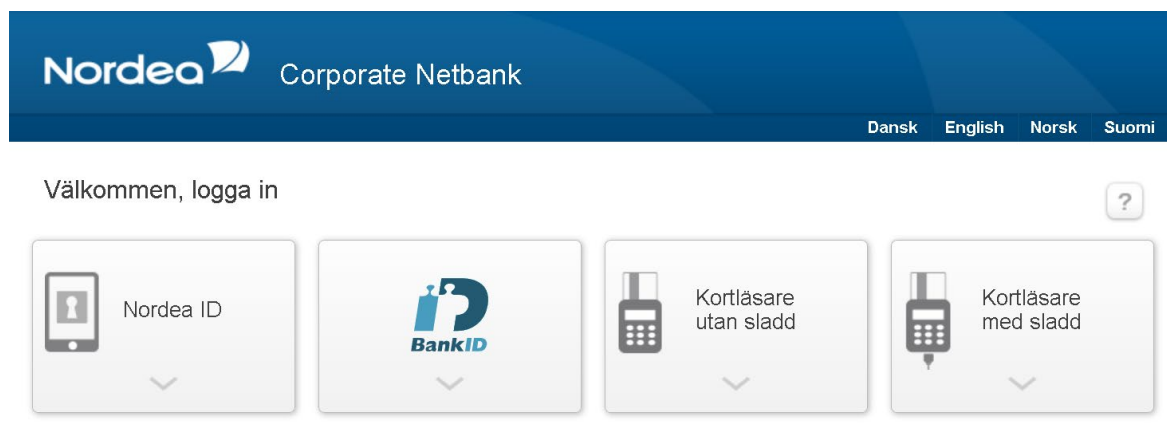 Nordea Corporate Netbank
Dansk English Norsk Suomi
Välkommen, logga in
?
Nordea ID
BankID
Kortläsare
utan sladd
Kortläsare
med sladd